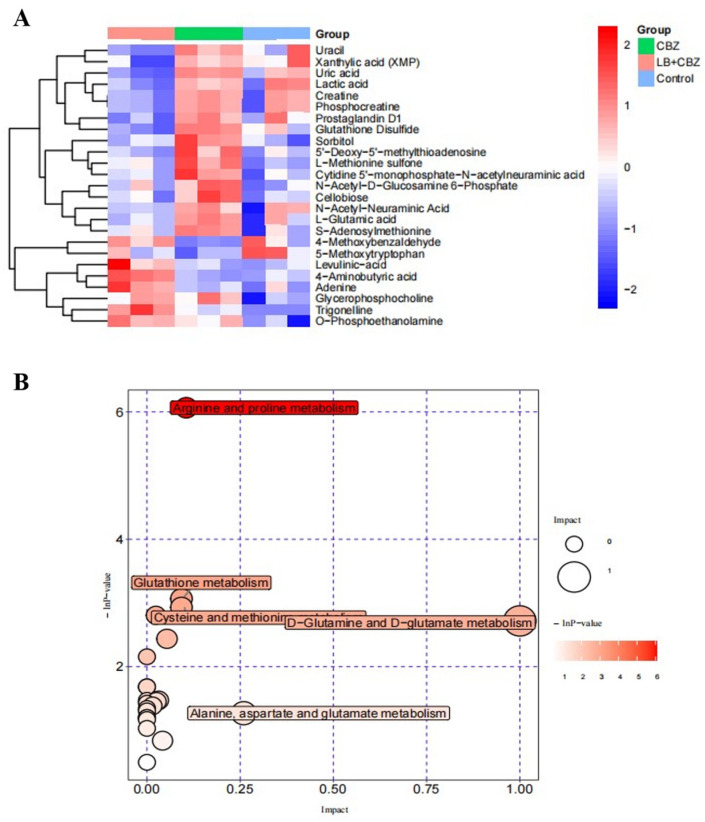 A
Group
Uracil
Xanthylic acid (XMP)
Uric acid
Lactic acid
Creatine
Phosphocreatine
Prostaglandin D1
Glutathione Disulfide
Sorbitol
5'-Deoxy-5'-methylthioadenosine
L-Methionine sulfone
Cytidine 5'-monophosphate-N-acetylneuraminic acid
N-Acetyl-D-Glucosamine 6-Phosphate
Cellobiose
N-Acetyl-Neuraminic Acid
L-Glutamic acid
S-Adenosylmethionine
4-Methoxybenzaldehyde
5-Methoxytryptophan
Levulinic-acid
4-Aminobutyric acid
Adenine
Glycerophosphocholine
Trigonelline
O-Phosphoethanolamine
2
1
0
-1
-2
Group
CBZ
LB+CBZ
Control
B
- lnP-value
6
4
2
Arginine and proline metabolism
Glutathione metabolism
Cysteine and methionine metabolism
D-Glutamine and D-glutamate metabolism
Alanine, aspartate and glutamate metabolism
0.00 0.25 0.50 0.75 1.00
Impact
Impact
0
1
- lnP-value
1 2 3 4 5 6